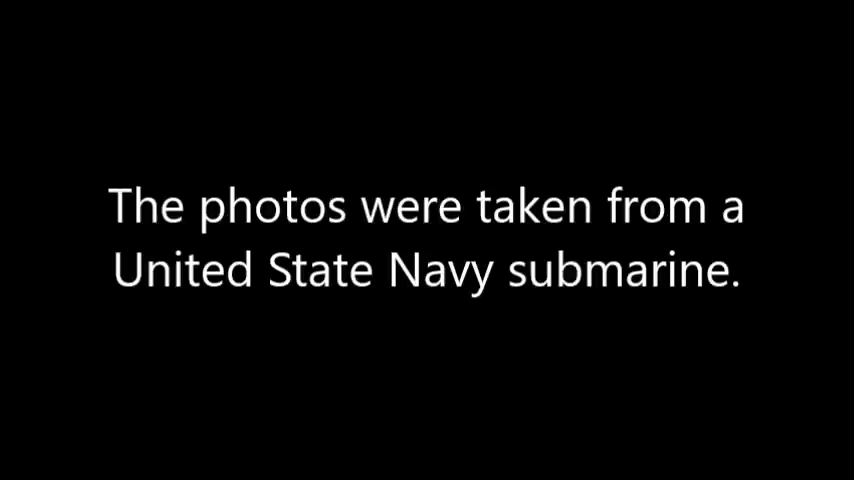 The photos were taken from a
United State Navy submarine.